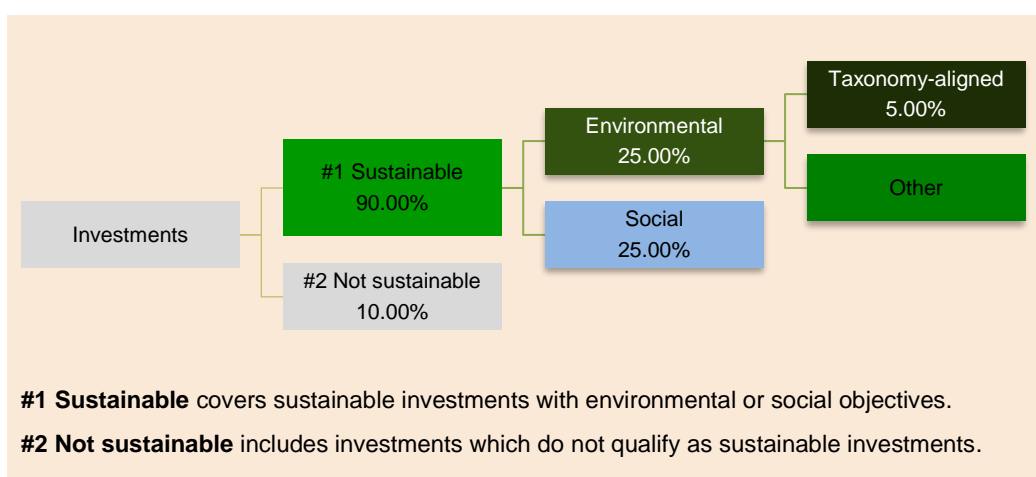 Taxonomy-aligned
5.00%
Environmental
25.00%
#1 Sustainable
90.00%
Other
Investments
Social
25.00%
#2 Not sustainable
10.00%
#1 Sustainable covers sustainable investments with environmental or social objectives.
#2 Not sustainable includes investments which do not qualify as sustainable investments.